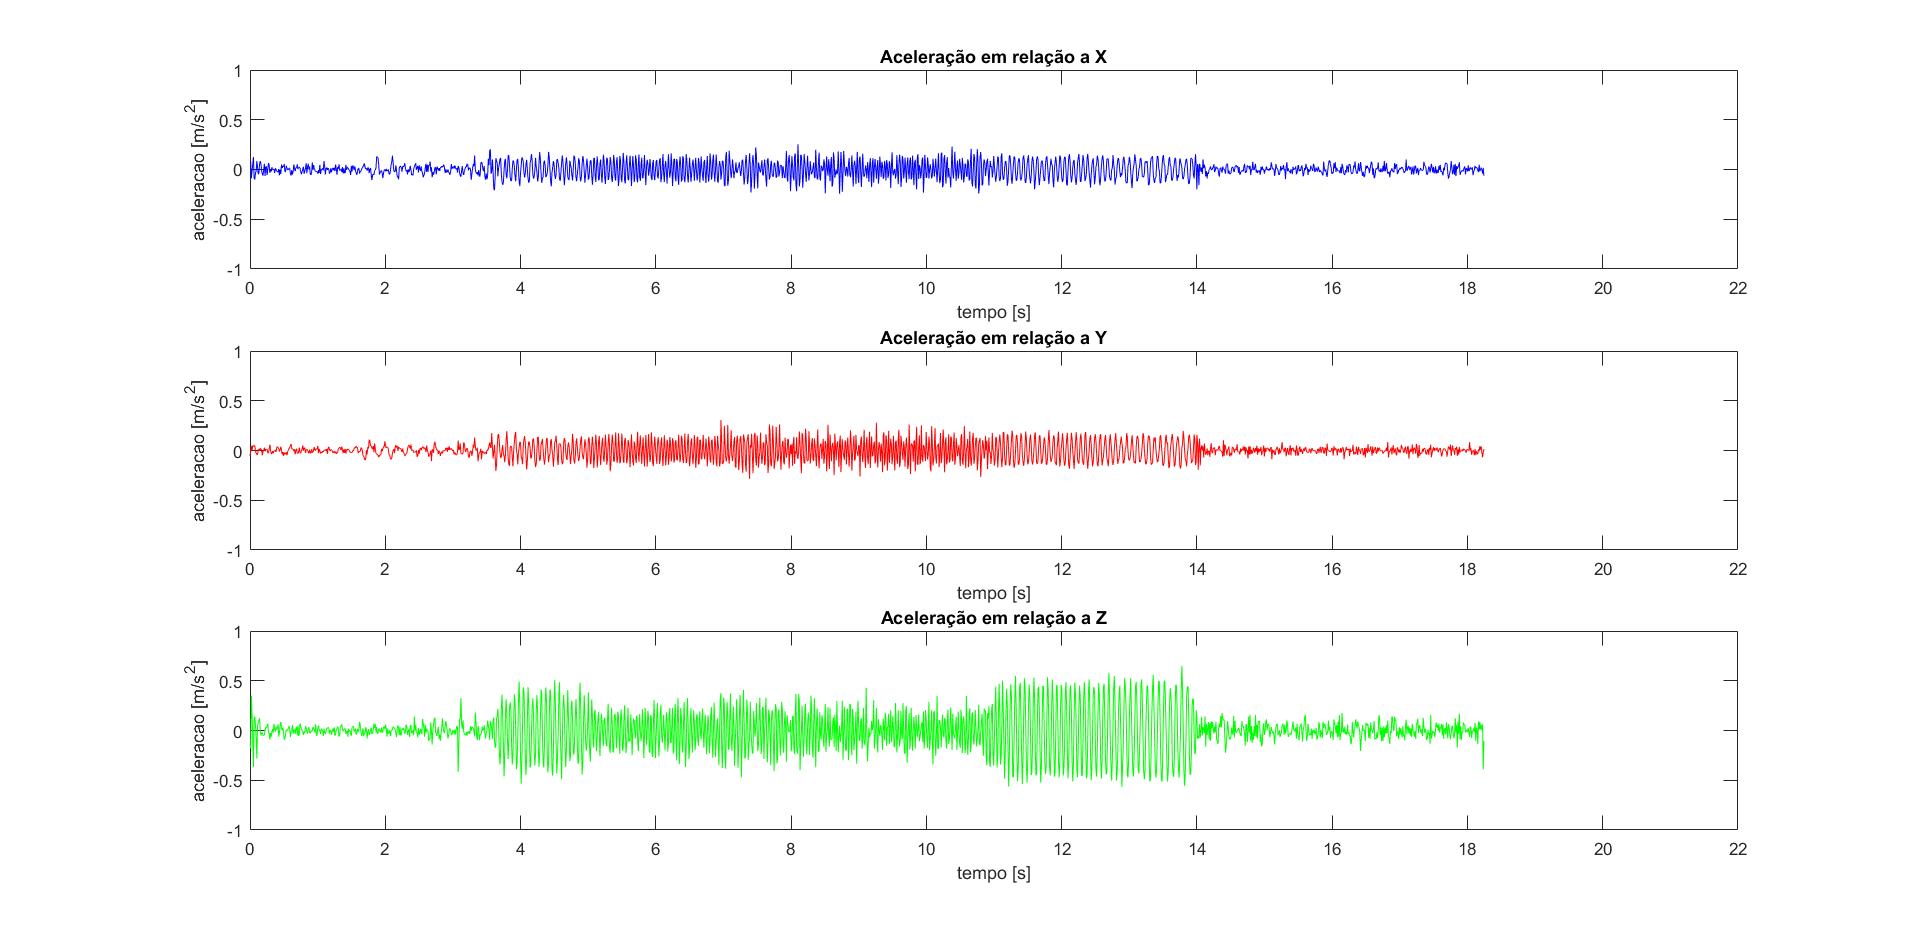 Aceleração em relação a X
aceleracao [m/s²]
1
0.5
0
-0.5
-1
0 2 4 6 8 10 12 14 16 18 20 22
tempo [s]
Aceleração em relação a Y
aceleracao [m/s²]
1
0.5
0
-0.5
-1
0 2 4 6 8 10 12 14 16 18 20 22
tempo [s]
Aceleração em relação a Z
aceleracao [m/s²]
1
0.5
0
-0.5
-1
0 2 4 6 8 10 12 14 16 18 20 22
tempo [s]